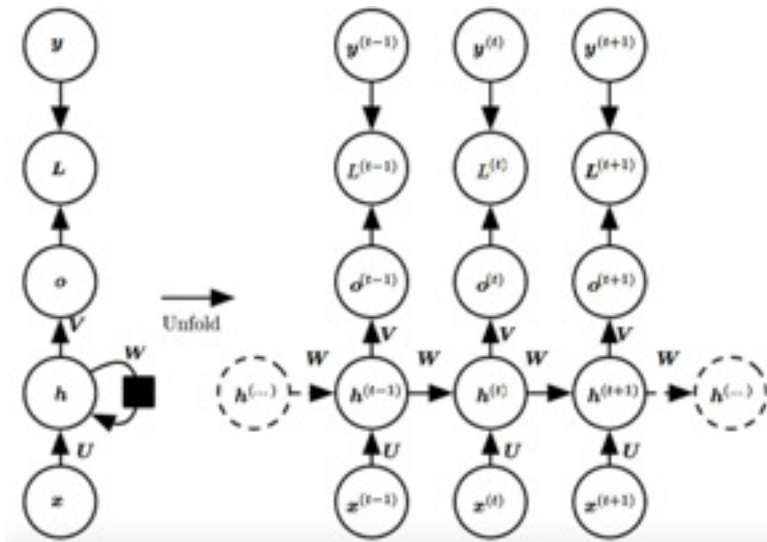 y y^(t−1) y^(t) y^(t+1)
L L^(t−1) L^(t) L^(t+1)
o o^(t−1) o^(t) o^(t+1)
Unfold
V V V V
W W W W W
h h^(...) h^(t−1) h^(t) h^(t+1) h^(...)
U U U U
x x^(t−1) x^(t) x^(t+1)